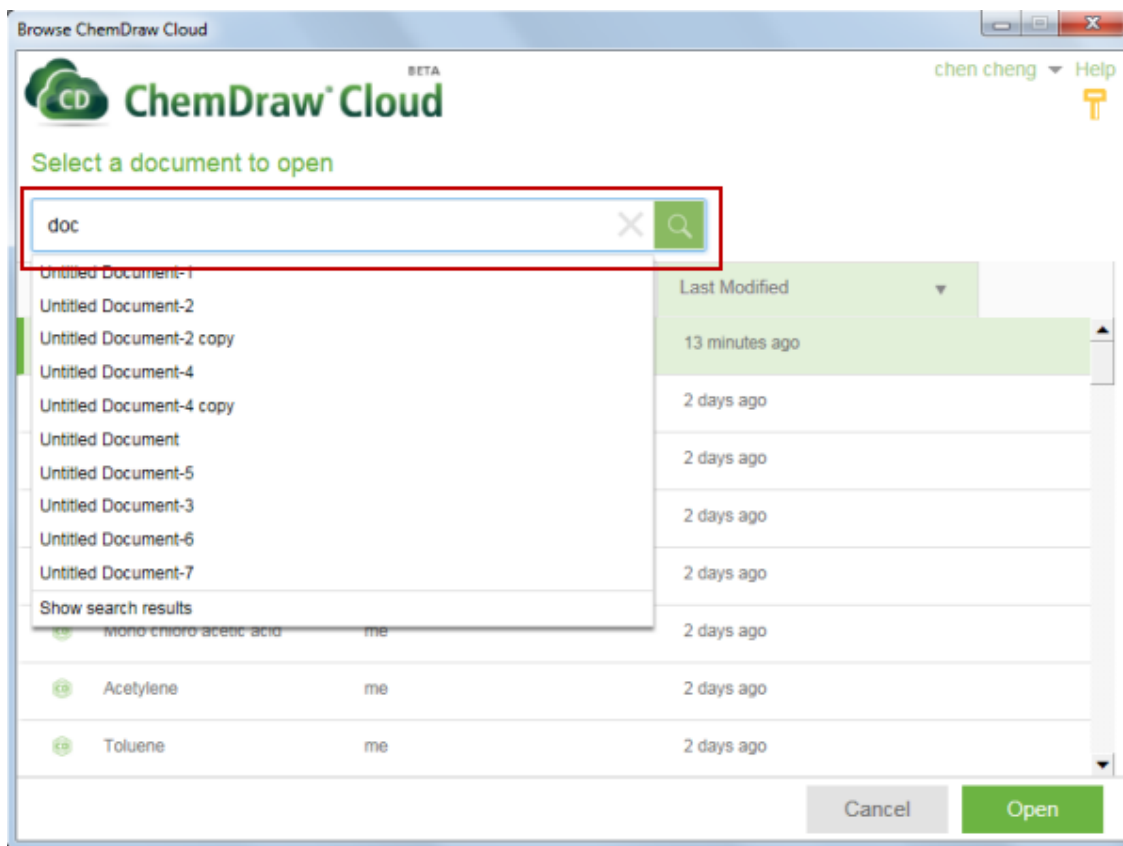 Browse ChemDraw Cloud
BETA
chen cheng Help
CD ChemDraw® Cloud
Select a document to open
doc
Untitled Document-1
Last Modified
Untitled Document-2
Untitled Document-2 copy
13 minutes ago
Untitled Document-4
Untitled Document-4 copy
2 days ago
Untitled Document
Untitled Document-5
2 days ago
Untitled Document-3
2 days ago
Untitled Document-6
Untitled Document-7
2 days ago
Show search results
Mono chloro acetic acid me 2 days ago
CD Acetylene me 2 days ago
CD Toluene me 2 days ago
Cancel Open